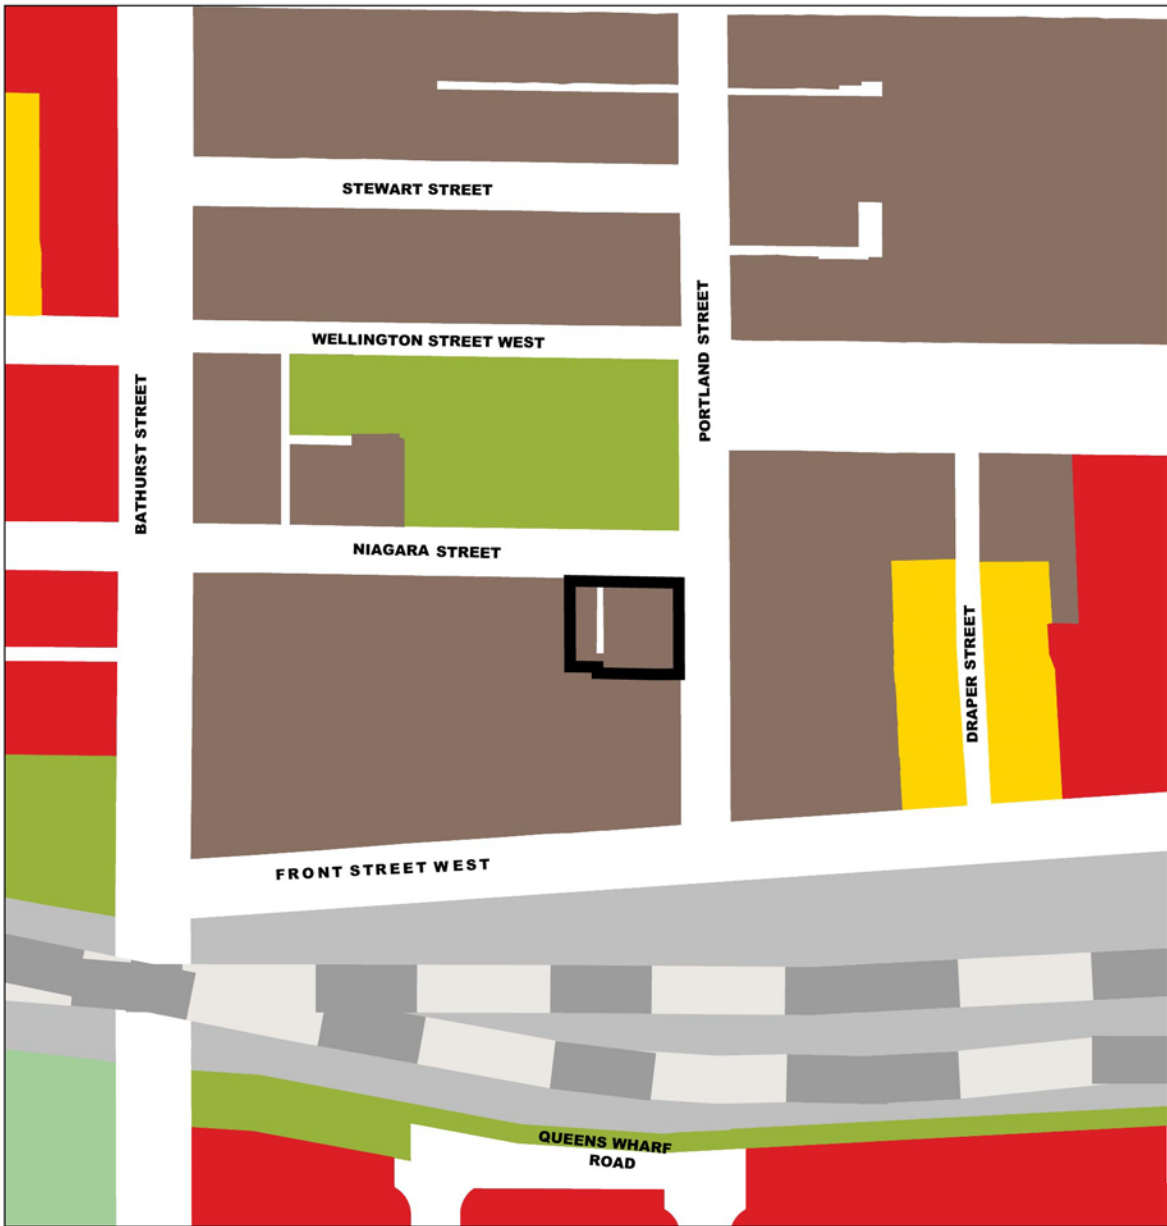 STEWART STREET
WELLINGTON STREET WEST
PORTLAND STREET
BATHURST STREET
NIAGARA STREET
DRAPER STREET
FRONT STREET WEST
QUEENS WHARF
ROAD